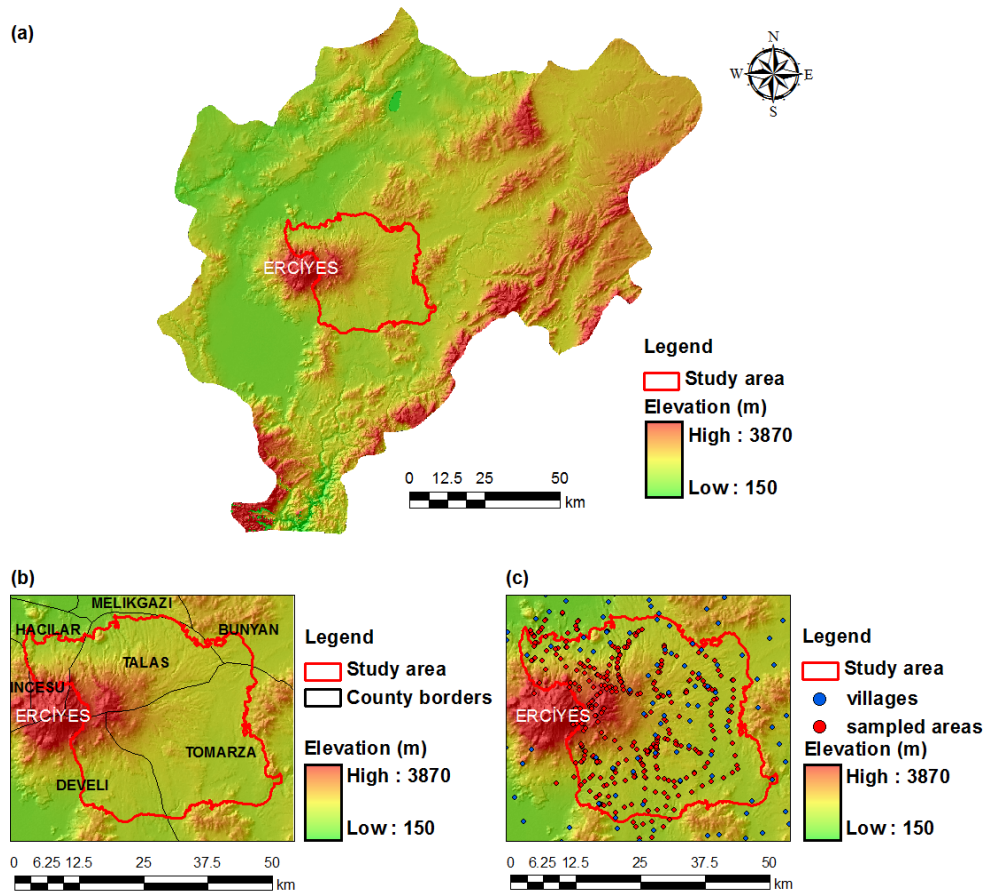 (a)
N
W
E
S
ERCİYES
Legend
Study area
Elevation (m)
High : 3870
Low : 150
0 12.5 25 50
km
(b)
MELIKGAZI
HACILAR
BUNYAN
TALAS
INCESU
ERCİYES
TOMARZA
DEVELI
Legend
Study area
County borders
Elevation (m)
High : 3870
Low : 150
0 6.25 12.5 25 37.5 50
km
(c)
ERCİYES
Legend
Study area
villages
sampled areas
Elevation (m)
High : 3870
Low : 150
0 6.25 12.5 25 37.5 50
km